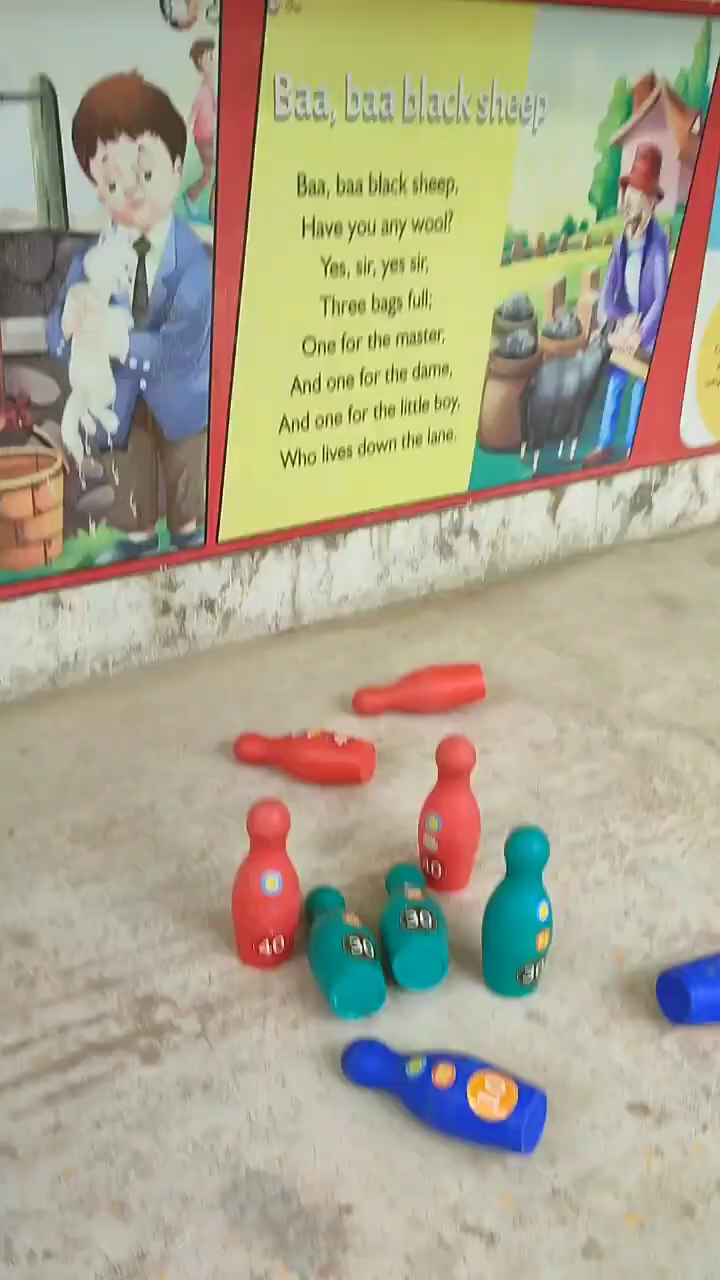 Baa, baa black sheep
Baa, baa black sheep,
Have you any wool?
Yes, sir, yes sir,
Three bags full;
One for the master,
And one for the dame,
And one for the little boy,
Who lives down the lane.
40
40
30
30
30